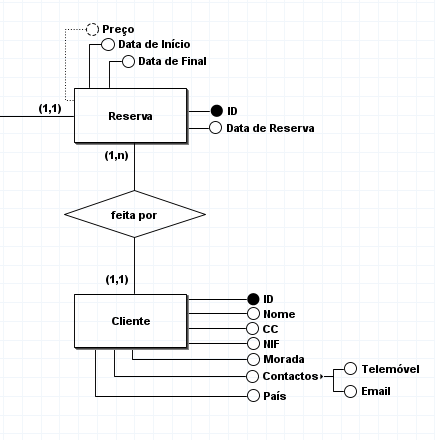 Preço
Data de Início
Data de Final
(1,1)
Reserva
ID
Data de Reserva
(1,n)
feita por
(1,1)
Cliente
ID
Nome
CC
NIF
Morada
Contactos
Telemóvel
Email
País